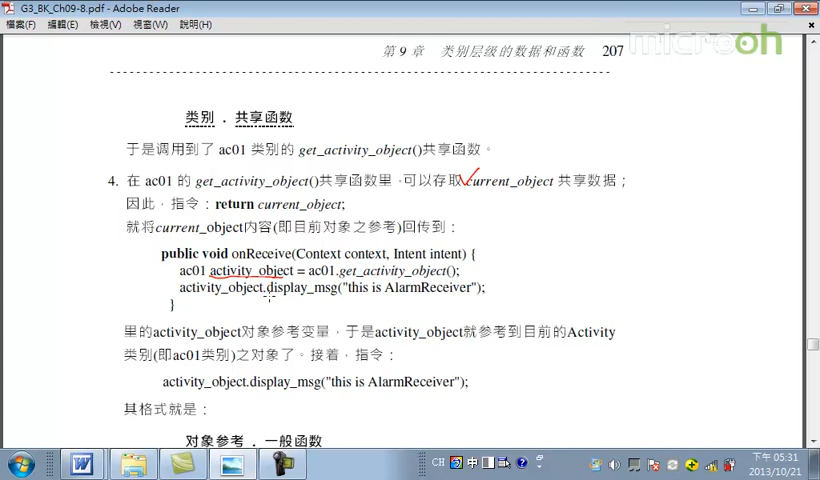 G3_BK_Ch09-8.pdf - Adobe Reader
檔案(F) 編輯(E) 檢視(V) 視窗(W) 說明(H)
microoh
第 9 章 类别层级的数据和函数 207
类别 . 共享函数
于是调用到了 ac01 类别的 get_activity_object()共享函数。
4. 在 ac01 的 get_activity_object()共享函数里,可以存取 current_object 共享数据;
因此,指令:return current_object;
就将current_object内容(即目前对象之参考)回传到:
public void onReceive(Context context, Intent intent) {
ac01 activity_object = ac01.get_activity_object();
activity_object.display_msg("this is AlarmReceiver");
}
里的activity_object对象参考变量,于是activity_object就参考到目前的Activity
类别(即ac01类别)之对象了。接着,指令:
activity_object.display_msg("this is AlarmReceiver");
其格式就是:
对象参考 . 一般函数
CH 中
下午 05:31
2013/10/21